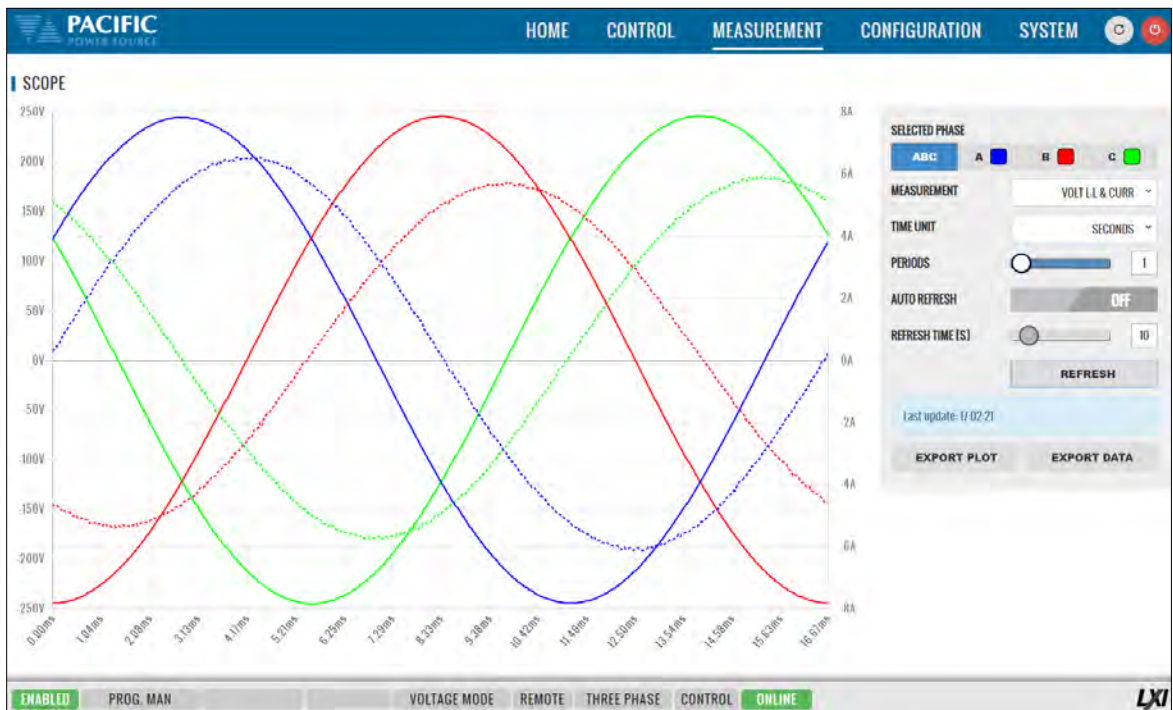 PACIFIC
POWER SOURCE
HOME CONTROL MEASUREMENT CONFIGURATION SYSTEM
SCOPE
250V
200V
150V
100V
50V
0V
-50V
-100V
-150V
-200V
-250V
8A
6A
4A
2A
0A
-2A
-4A
-6A
-8A
0.00ms 1.04ms 2.08ms 3.13ms 4.17ms 5.21ms 6.25ms 7.29ms 8.33ms 9.38ms 10.42ms 11.46ms 12.50ms 13.54ms 14.58ms 15.63ms 16.67ms
SELECTED PHASE
ABC A B C
MEASUREMENT VOLT LL & CURR
TIME UNIT SECONDS
PERIODS 1
AUTO REFRESH OFF
REFRESH TIME [S] 10
REFRESH
Last update:
EXPORT PLOT EXPORT DATA
ENABLED PROG. MAN VOLTAGE MODE REMOTE THREE PHASE CONTROL ONLINE LXI